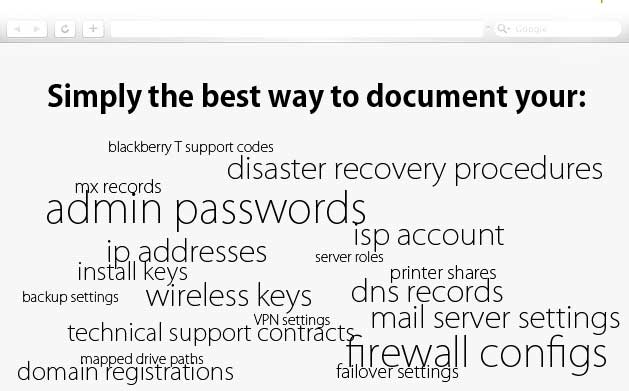 Google
Simply the best way to document your:
blackberry T support codes
disaster recovery procedures
mx records
admin passwords
isp account
ip addresses
server roles
install keys
printer shares
backup settings
wireless keys
dns records
VPN settings
mail server settings
technical support contracts
firewall configs
mapped drive paths
domain registrations
failover settings